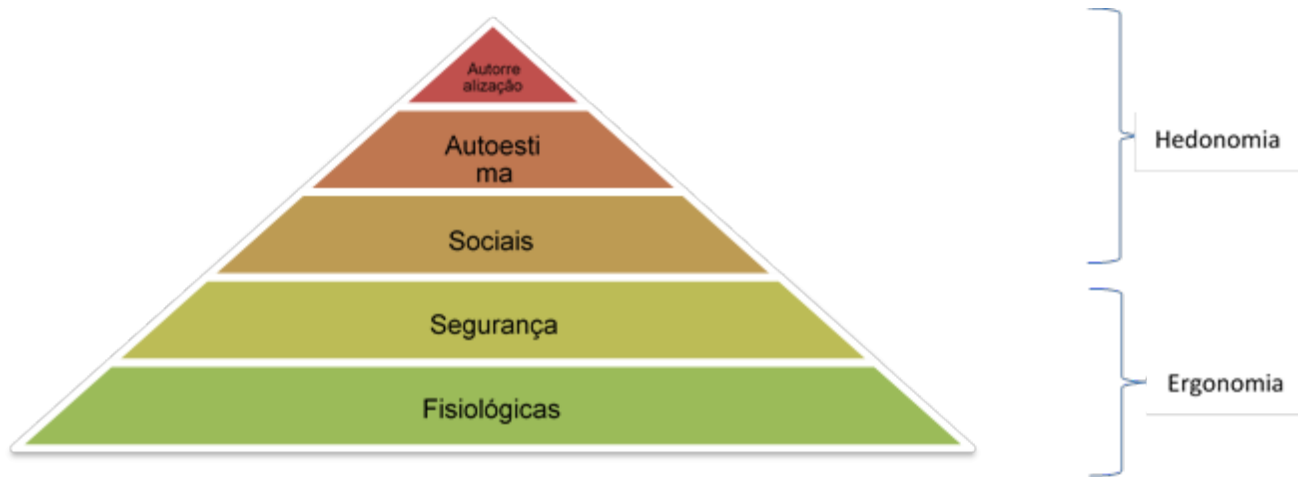 Autorre
alização
Autoesti
ma
Hedonomia
Sociais
Segurança
Ergonomia
Fisiológicas